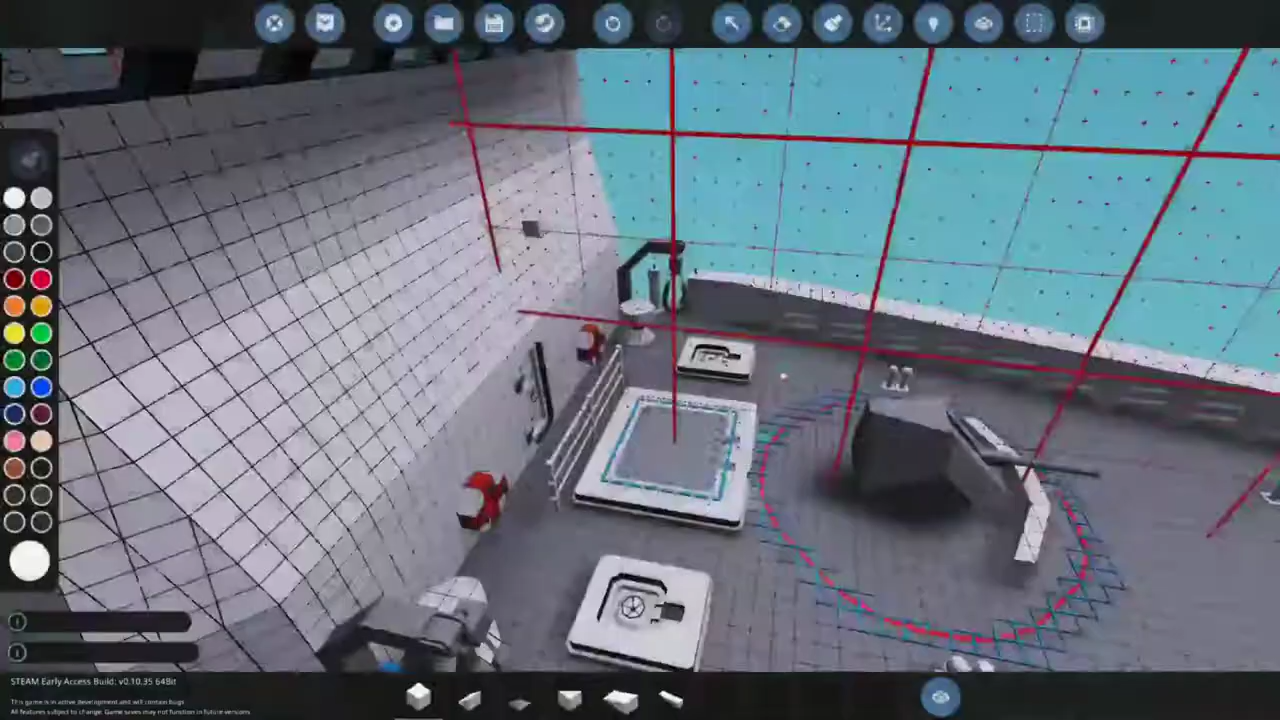 STEAM Early Access Build: v0.10.35 64Bit
This game is in active development and will contain bugs
All features subject to change. Game saves may not function in future versions